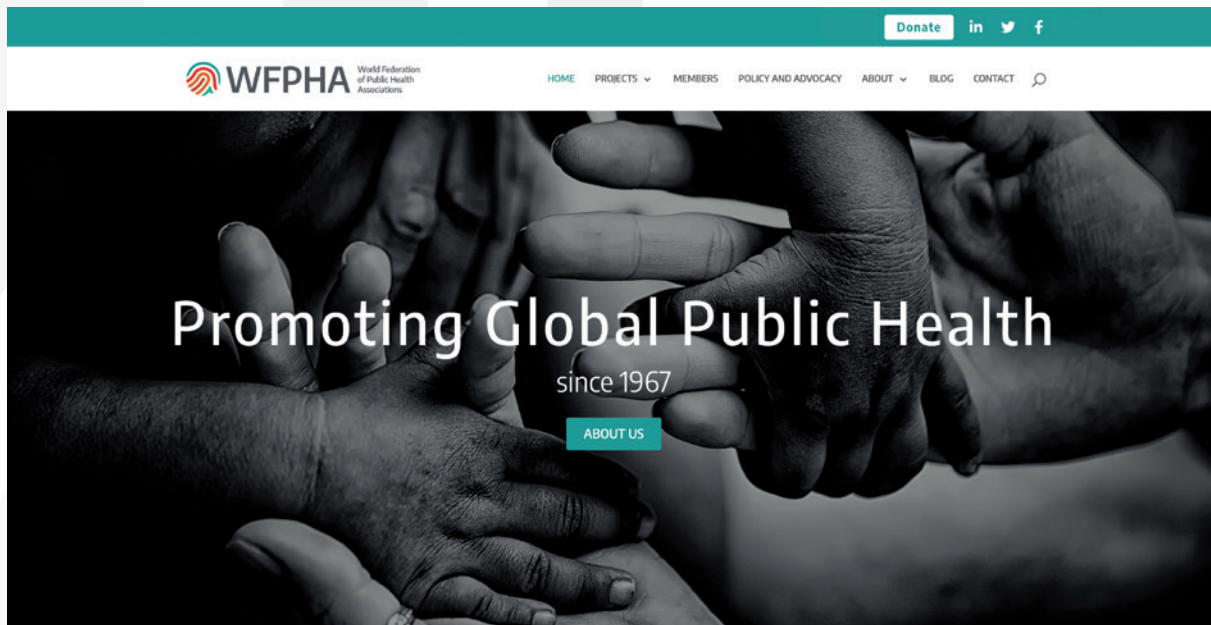 Donate
WFPHA
World Federation
of Public Health
Associations
HOME PROJECTS MEMBERS POLICY AND ADVOCACY ABOUT BLOG CONTACT
Promoting Global Public Health
since 1967
ABOUT US